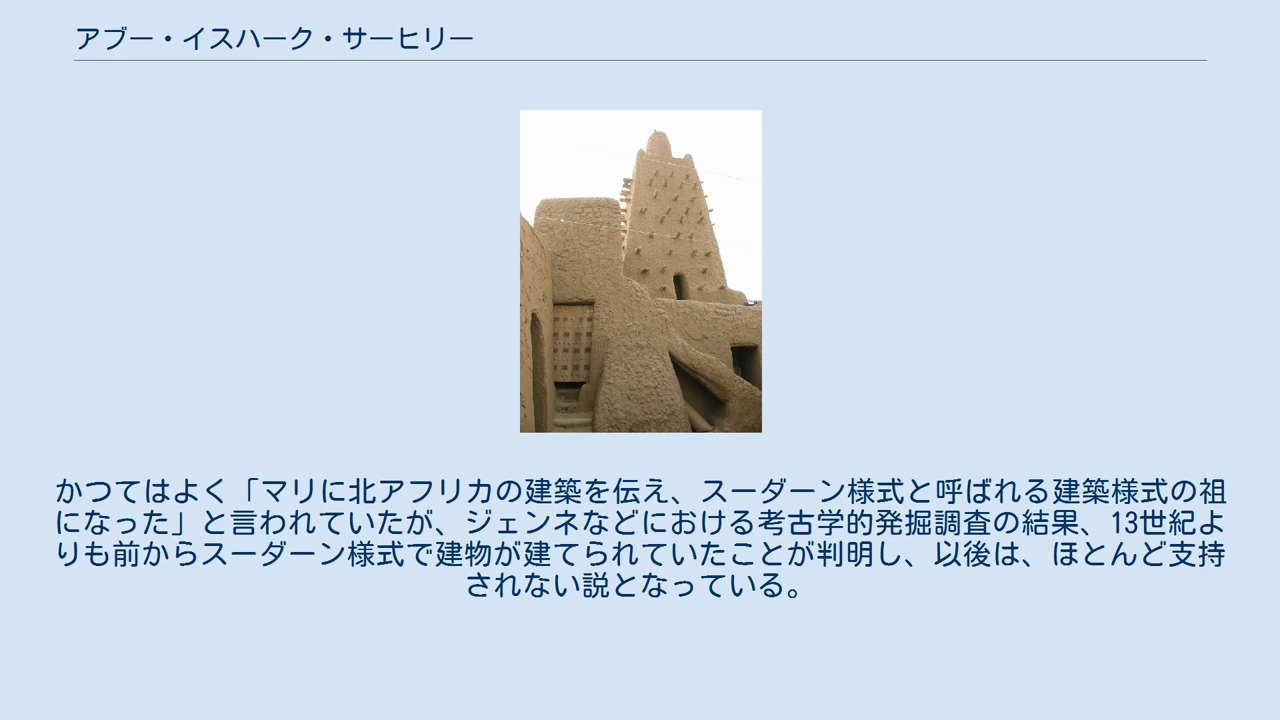 アブー・イスハーク・サーヒリー
かつてはよく「マリに北アフリカの建築を伝え、スーダーン様式と呼ばれる建築様式の祖
になった」と言われていたが、ジェンネなどにおける考古学的発掘調査の結果、13世紀よ
りも前からスーダーン様式で建物が建てられていたことが判明し、以後は、ほとんど支持
されない説となっている。